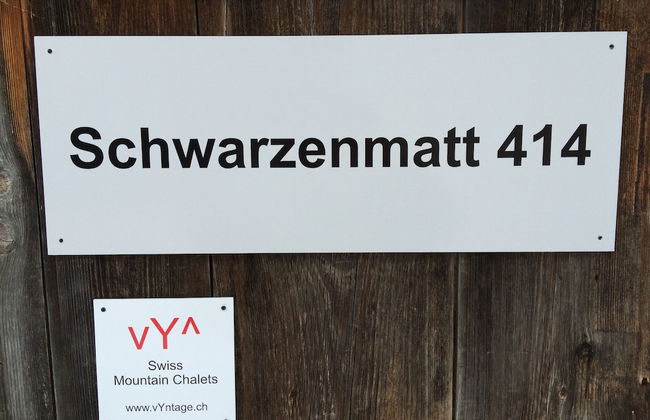 Schwarzenmatt 414
vY^
Swiss
Mountain Chalets
www.vYntage.ch